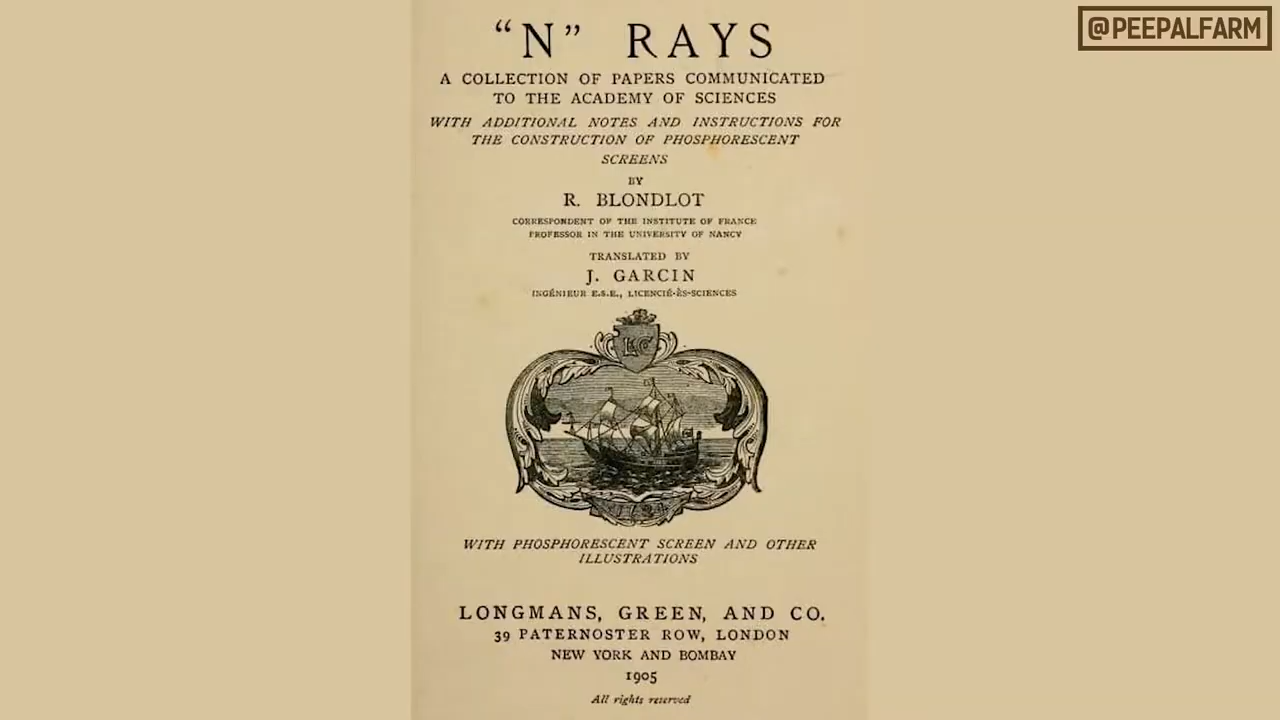 @PEEPALFARM
“N” RAYS
A COLLECTION OF PAPERS COMMUNICATED
TO THE ACADEMY OF SCIENCES
WITH ADDITIONAL NOTES AND INSTRUCTIONS FOR
THE CONSTRUCTION OF PHOSPHORESCENT
SCREENS
BY
R. BLONDLOT
CORRESPONDENT OF THE INSTITUTE OF FRANCE
PROFESSOR IN THE UNIVERSITY OF NANCY
TRANSLATED BY
J. GARCIN
INGÉNIEUR E.S.E., LICENCIÉ-ÈS-SCIENCES
WITH PHOSPHORESCENT SCREEN AND OTHER
ILLUSTRATIONS
LONGMANS, GREEN, AND CO.
39 PATERNOSTER ROW, LONDON
NEW YORK AND BOMBAY
1905
All rights reserved